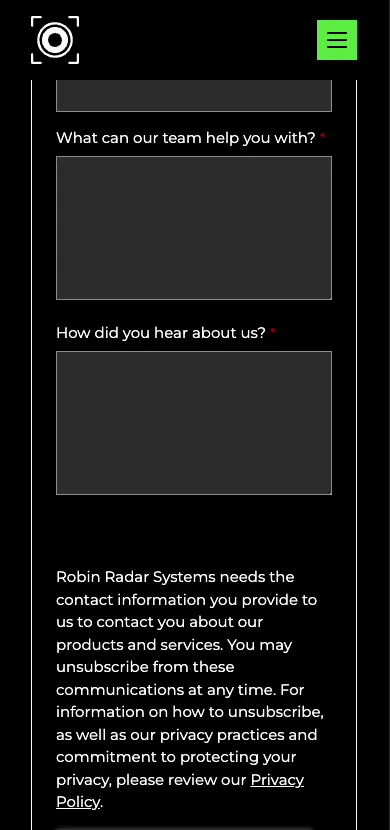 What can our team help you with? *
How did you hear about us? *
Robin Radar Systems needs the
contact information you provide to
us to contact you about our
products and services. You may
unsubscribe from these
communications at any time. For
information on how to unsubscribe,
as well as our privacy practices and
commitment to protecting your
privacy, please review our Privacy
Policy.